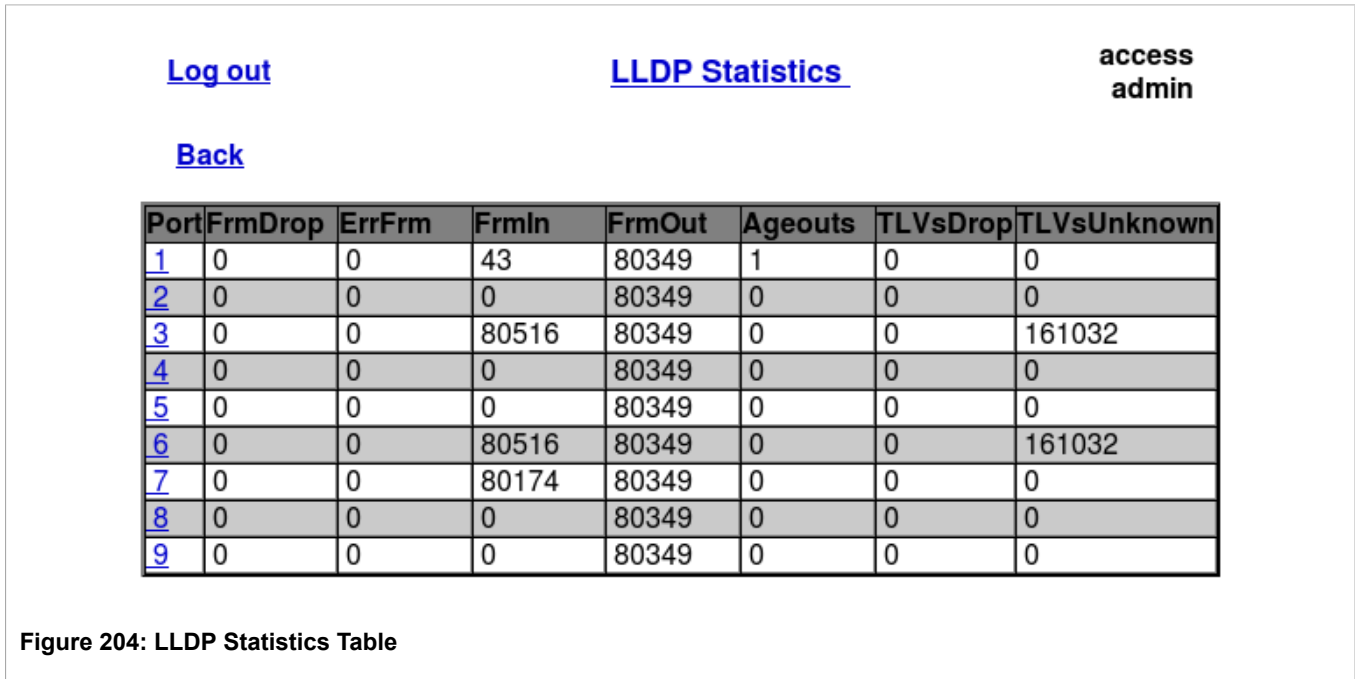 Log out LLDP Statistics access
admin
Back
Port FrmDrop ErrFrm FrmIn FrmOut Ageouts TLVsDrop TLVsUnknown
1 0 0 43 80349 1 0 0
2 0 0 0 80349 0 0 0
3 0 0 80516 80349 0 0 161032
4 0 0 0 80349 0 0 0
5 0 0 0 80349 0 0 0
6 0 0 80516 80349 0 0 161032
7 0 0 80174 80349 0 0 0
8 0 0 0 80349 0 0 0
9 0 0 0 80349 0 0 0
Figure 204: LLDP Statistics Table